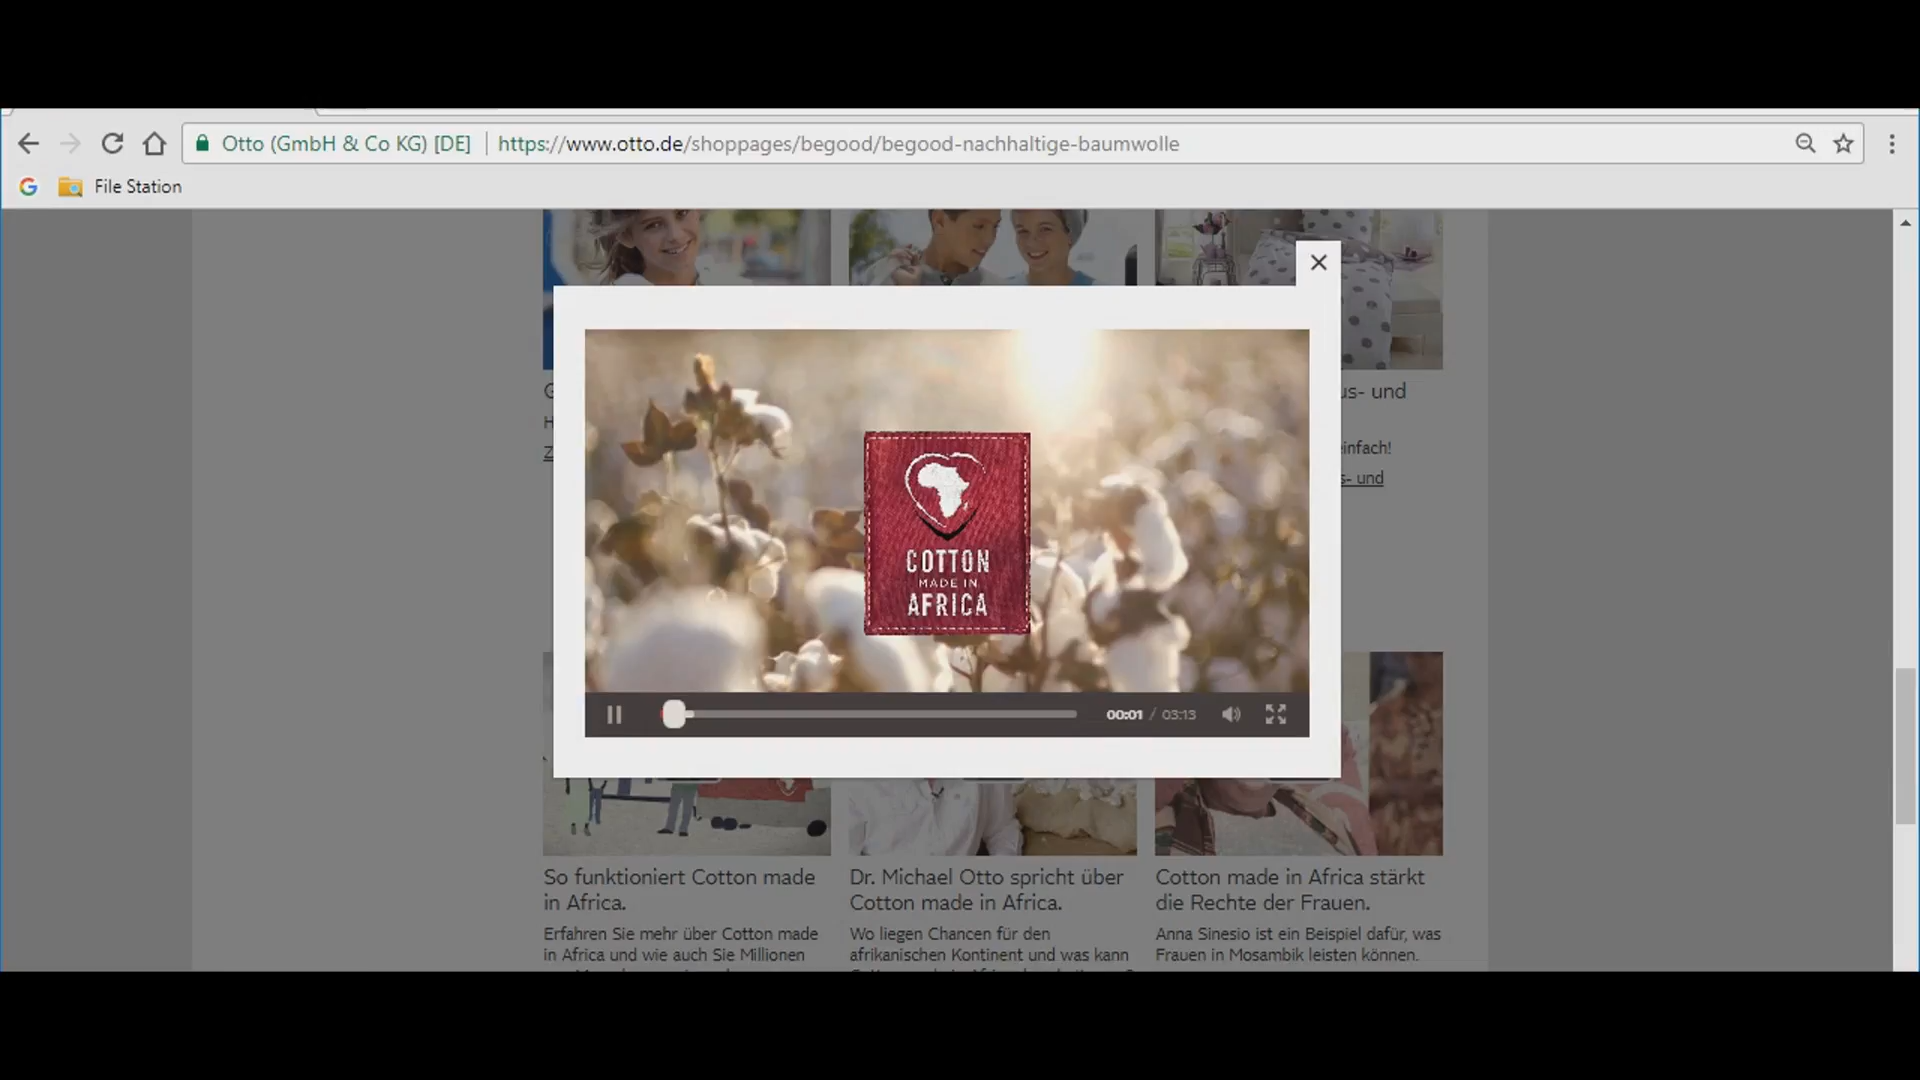 Otto (GmbH & Co KG) [DE] https://www.otto.de/shoppages/begood/begood-nachhaltige-baumwolle
File Station
us- und
einfach!
s- und
COTTON
MADE IN
AFRICA
00:01 / 03:13
So funktioniert Cotton made
in Africa.
Erfahren Sie mehr über Cotton made
in Africa und wie auch Sie Millionen
Dr. Michael Otto spricht über
Cotton made in Africa.
Wo liegen Chancen für den
afrikanischen Kontinent und was kann
Cotton made in Africa stärkt
die Rechte der Frauen.
Anna Sinesio ist ein Beispiel dafür, was
Frauen in Mosambik leisten können.